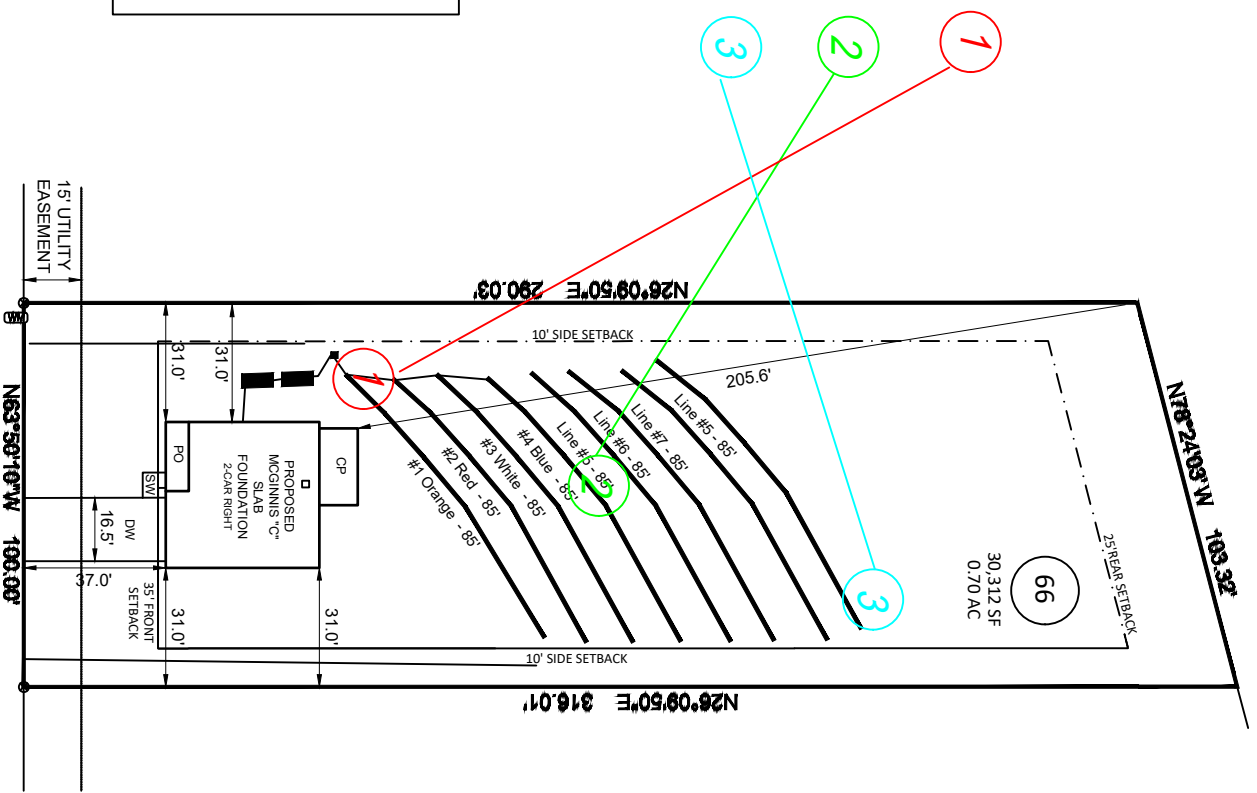 3
2
1
15' UTILITY
EASEMENT
N26°09'50"E 290.03'
10' SIDE SETBACK
WM
31.0'
31.0'
1
205.6'
N78°24'03"W 103.32'
N63°50'10"W 100.00'
PO
CP
SW
PROPOSED
MCGINNIS "C"
SLAB
FOUNDATION
2-CAR RIGHT
DW
16.5'
37.0'
35' FRONT
SETBACK
31.0'
31.0'
#1 Orange - 85'
#2 Red - 85'
#3 White - 85'
#4 Blue - 85'
Line #5 - 85'
Line #6 - 85'
Line #7 - 85'
Line #5 - 85'
2
3
66
30,312 SF
0.70 AC
25' REAR SETBACK
10' SIDE SETBACK
N26°09'50"E 316.01'